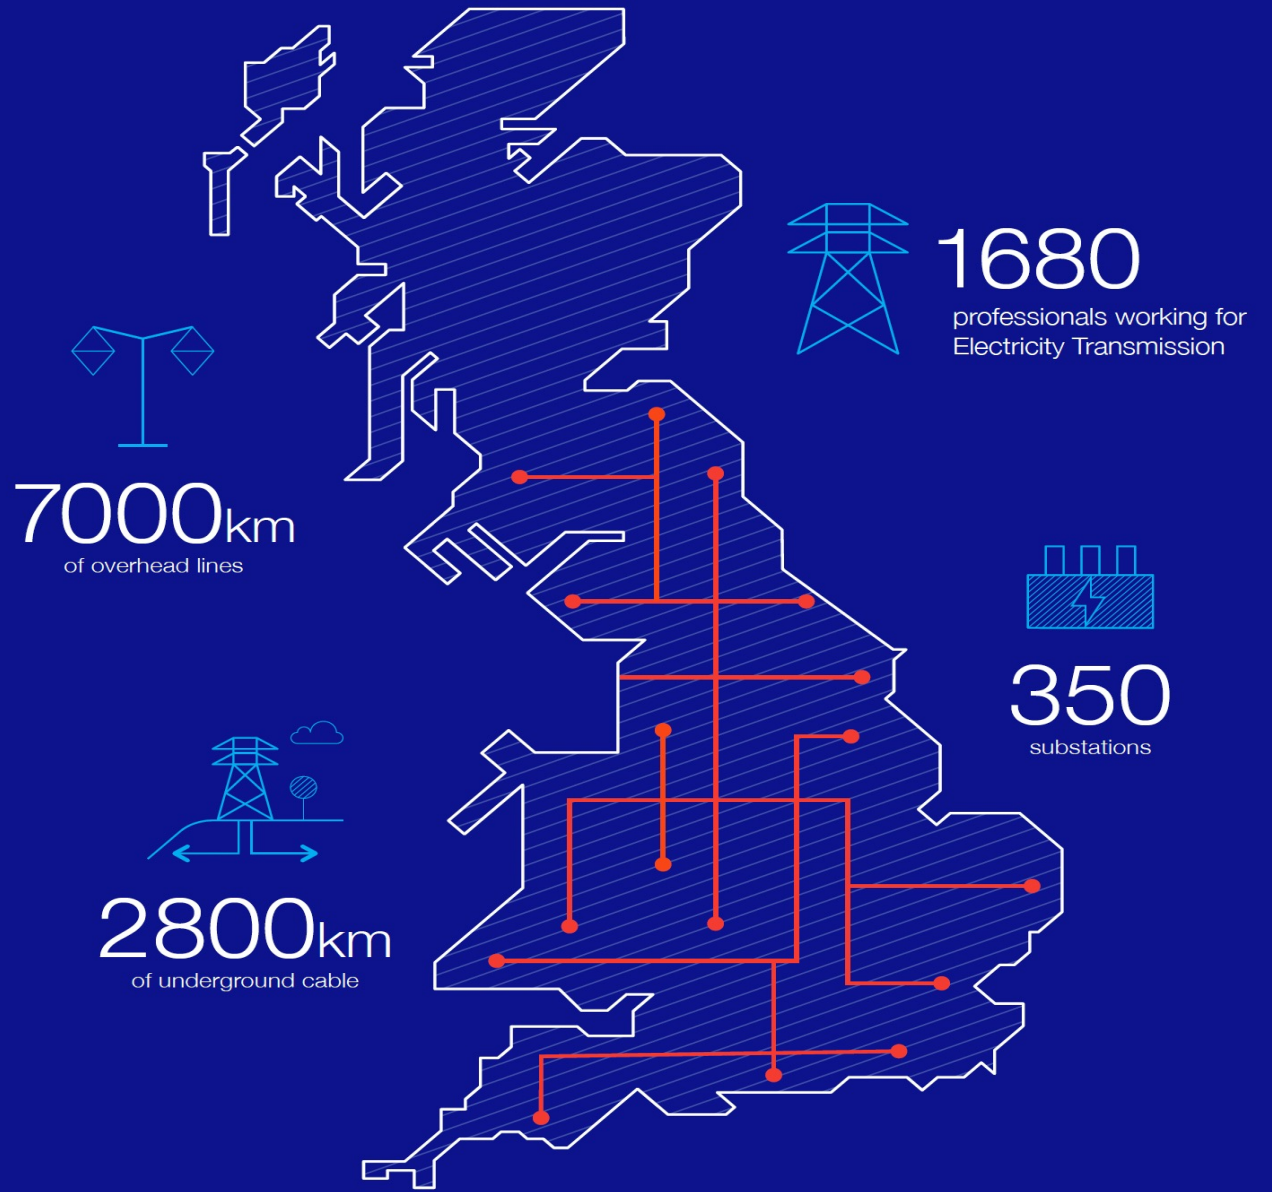 1680
professionals working for
Electricity Transmission
7000km
of overhead lines
350
substations
2800km
of underground cable